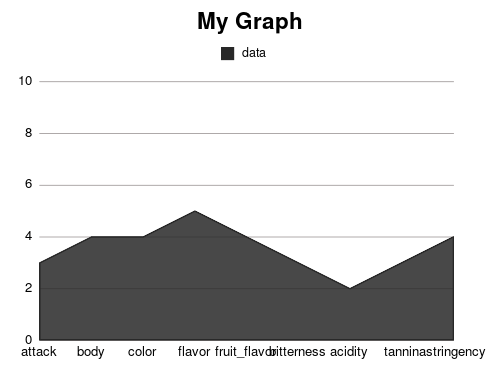 My Graph
data
10
8
6
4
2
0
attack body color flavor fruit_flavor bitterness acidity tannin astringency